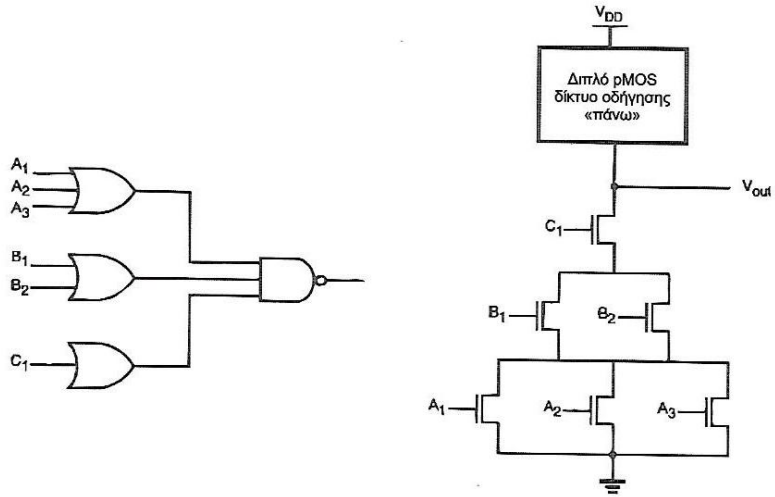 A1
A2
A3
B1
B2
C1
VDD
Διπλό pMOS
δίκτυο οδήγησης
«πάνω»
Vout
C1
B1
B2
A1
A2
A3